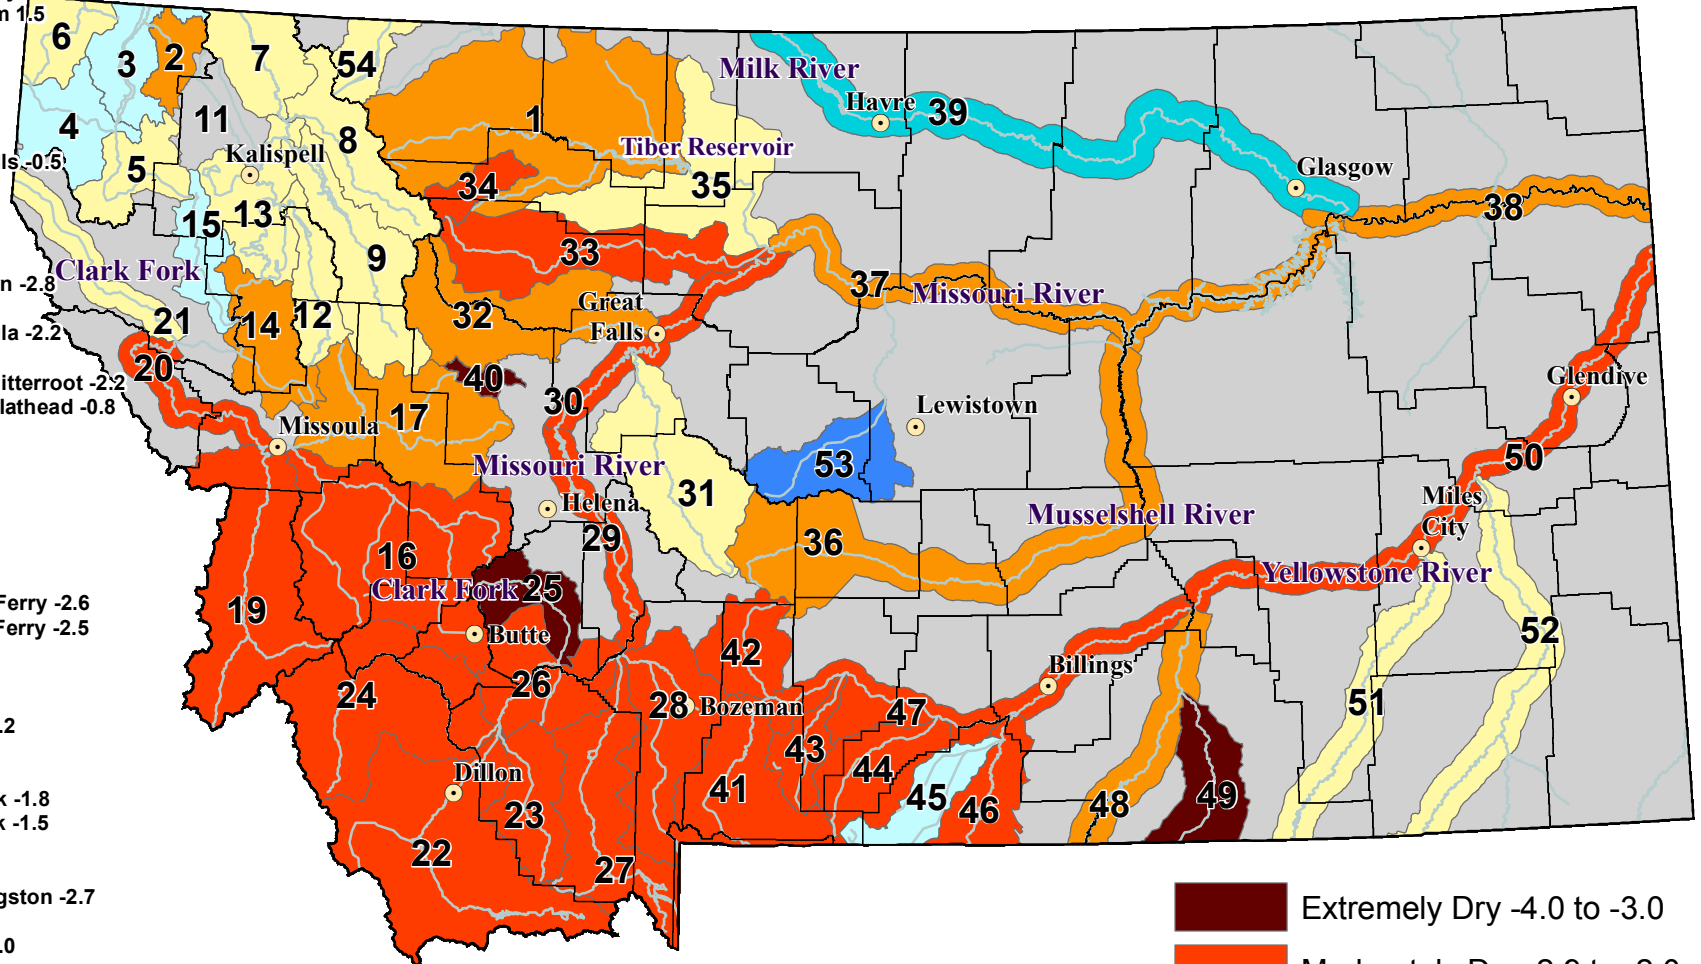 m 1.5
6
3
2
7
54
Milk River
4
11
Havre
39
1
8
Kalispell
ls -0.5
5
Tiber Reservoir
Glasgow
34
35
38
15
13
33
9
Clark Fork
n -2.8
37
Missouri River
Great
Falls
32
21
14
12
la -2.2
20
itterroot -2.2
lathead -0.8
40
30
Glendive
17
Missoula
Lewistown
53
50
Missouri River
31
Miles
City
Helena
Musselshell River
29
36
16
Clark Fork
25
Yellowstone River
Ferry -2.6
Ferry -2.5
19
Butte
52
42
Billings
26
24
28
Bozeman
47
51
.2
43
Dillon
44
41
45
46
48
49
k -1.8
k -1.5
23
22
27
gston -2.7
.0
Extremely Dry -4.0 to -3.0